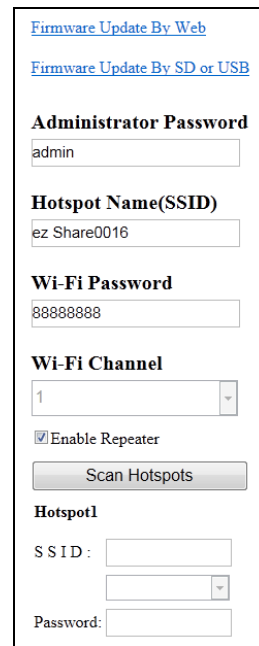 Firmware Update By Web
Firmware Update By SD or USB
Administrator Password
admin
Hotspot Name(SSID)
ez Share0016
Wi-Fi Password
88888888
Wi-Fi Channel
1
Enable Repeater
Scan Hotspots
Hotspot1
S S I D :
Password: